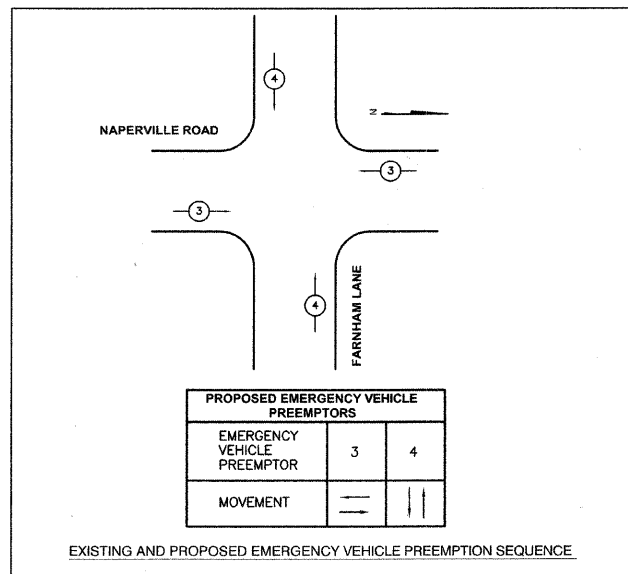 4
N
NAPERVILLE ROAD
3
3
4
FARNHAM LANE
PROPOSED EMERGENCY VEHICLE
PREEMPTORS
EMERGENCY
VEHICLE
PREEMPTOR
3
4
MOVEMENT
EXISTING AND PROPOSED EMERGENCY VEHICLE PREEMPTION SEQUENCE